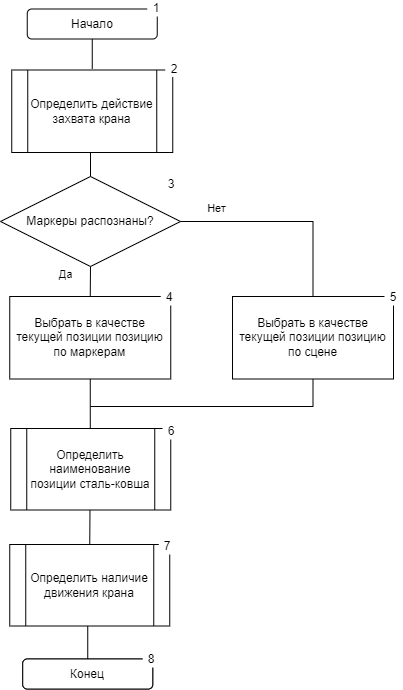 1
Начало
2
Определить действие
захвата крана
3
Маркеры распознаны?
Нет
Да
4
Выбрать в качестве
текущей позиции позицию
по маркерам
5
Выбрать в качестве
текущей позиции позицию
по сцене
6
Определить
наименование
позиции сталь-ковша
7
Определить наличие
движения крана
8
Конец